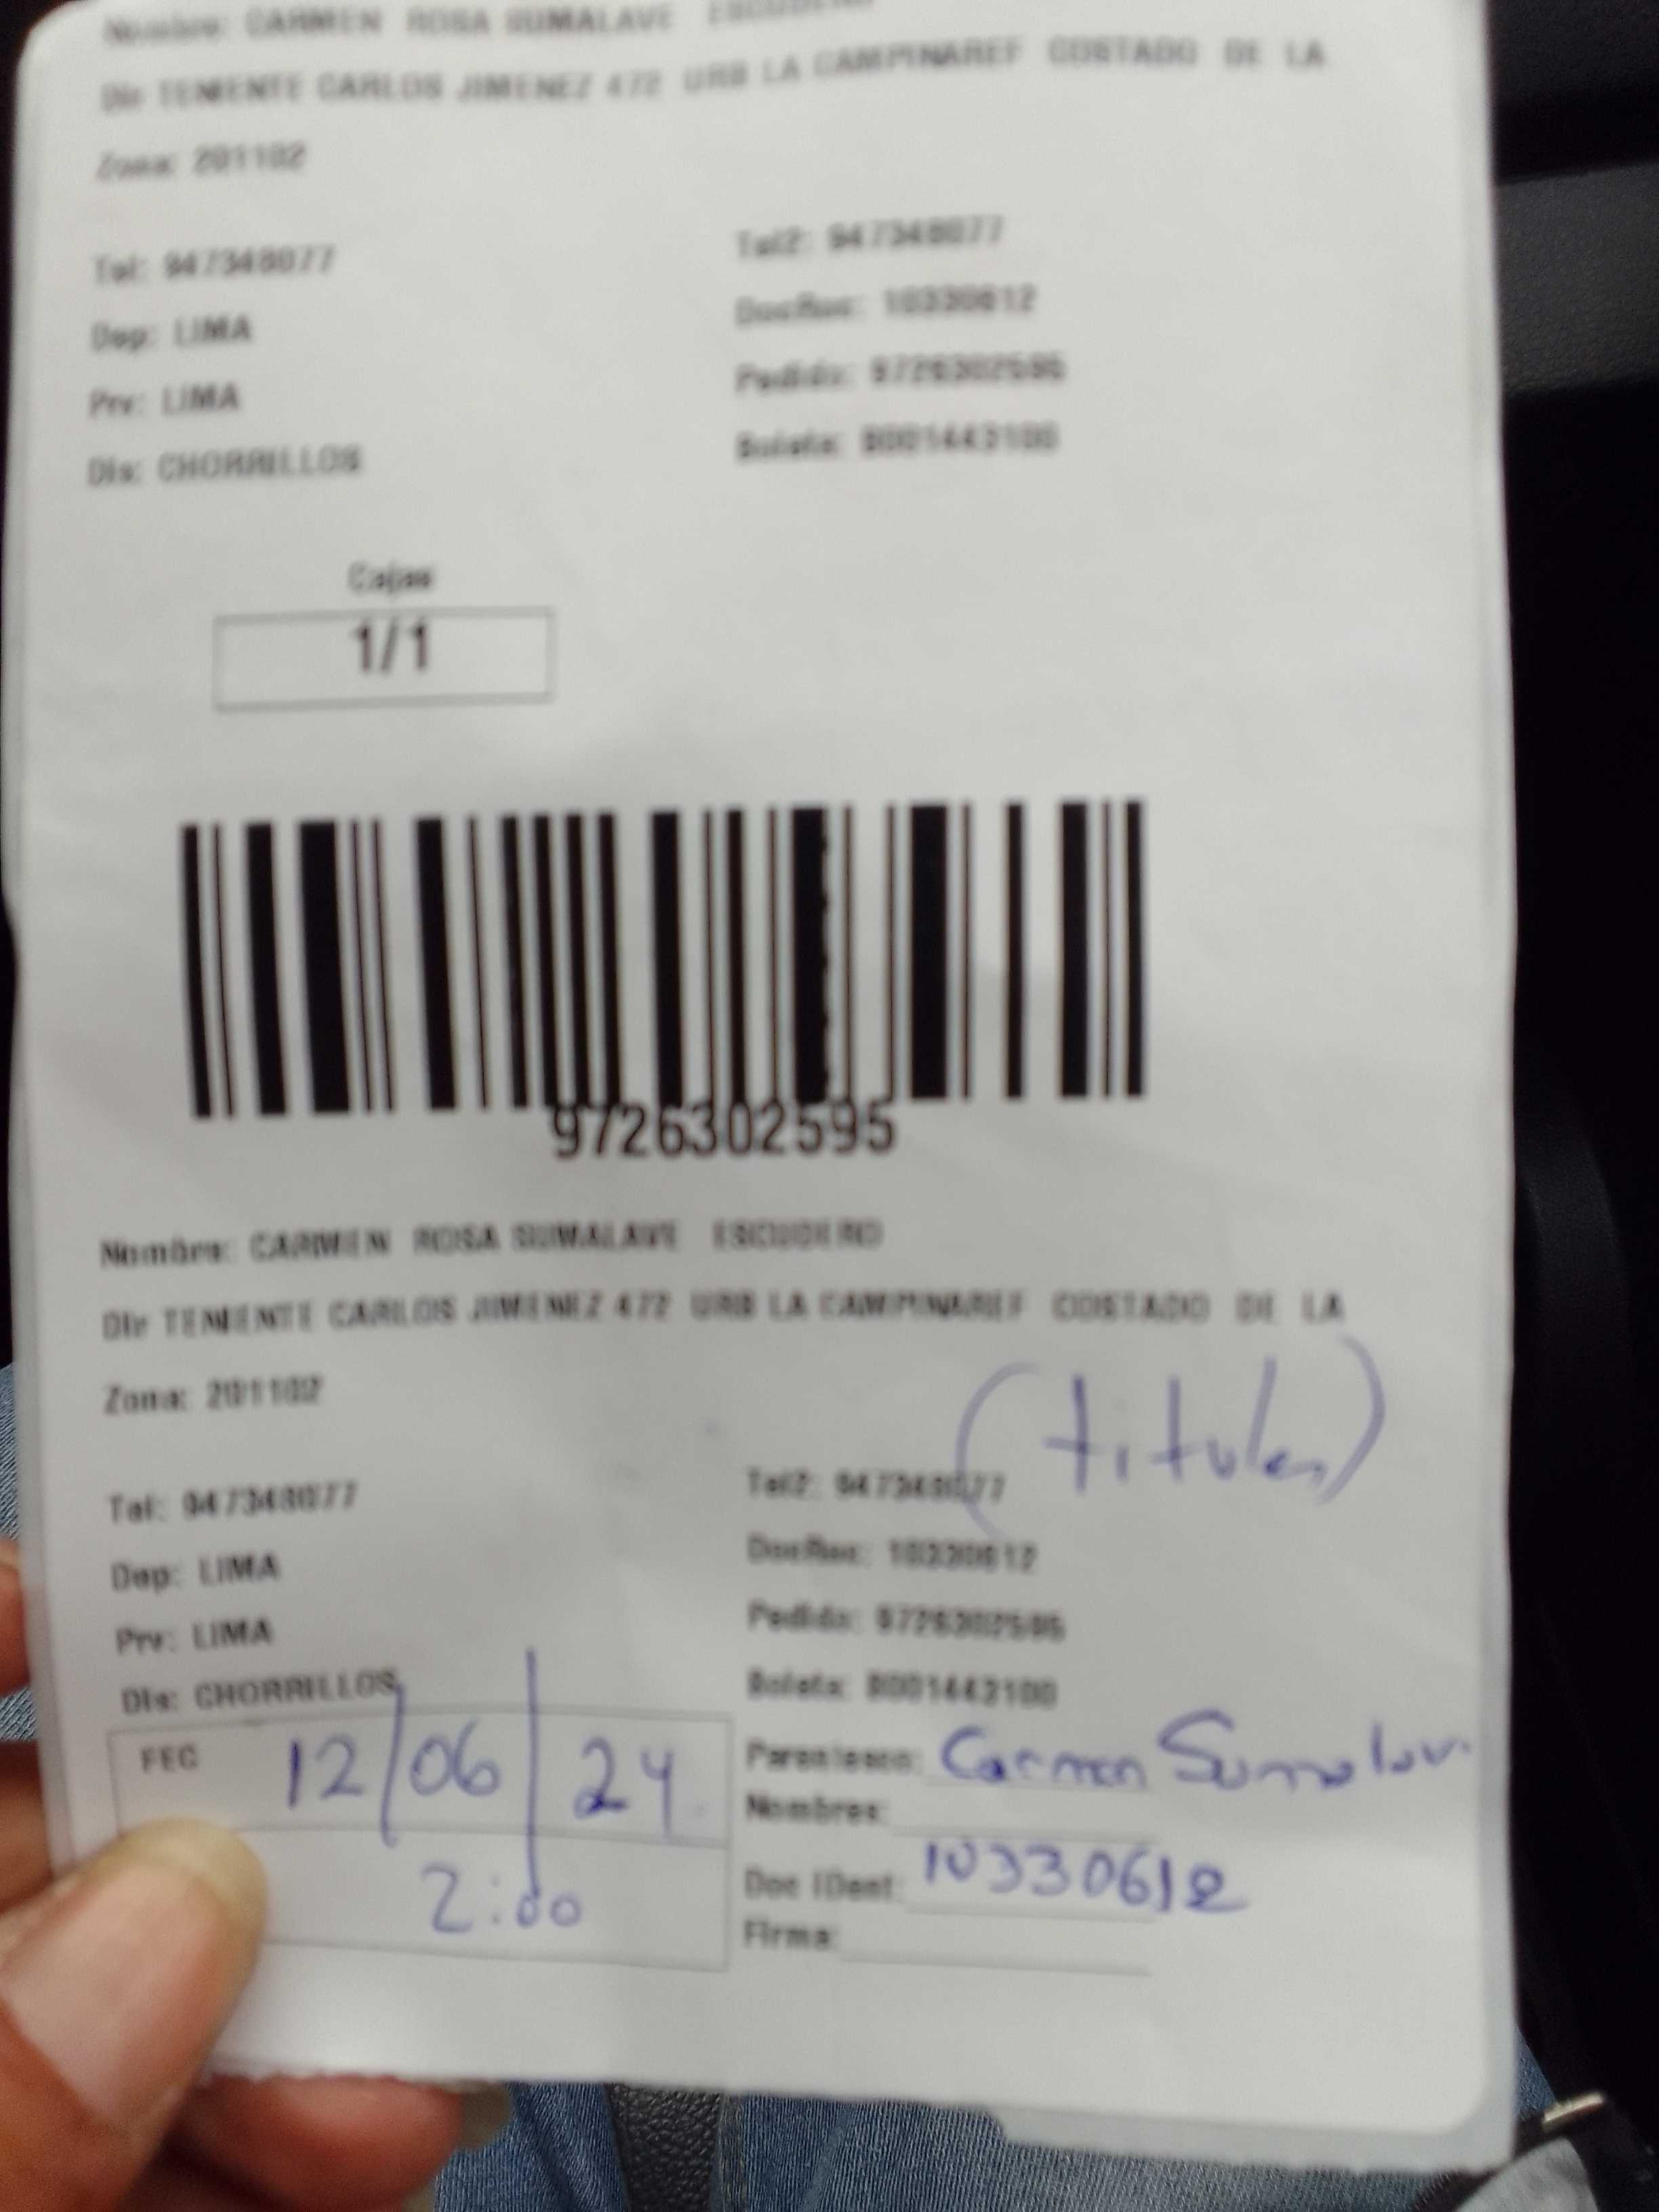 Nombre: CARMEN ROSA SUMALAVE ESCUDERO
Dir TENIENTE CARLOS JIMENEZ 472 URB LA CAMPINAREF COSTADO DE LA
Zona: 201102
Tel: 947348077 Tel2: 947348077
Dep: LIMA DocRec: 10330612
Prv: LIMA Pedido: 9726302595
Dis: CHORRILLOS Boleta: B001443100
Cajas
1/1
9726302595
Nombre: CARMEN ROSA SUMALAVE ESCUDERO
Dir TENIENTE CARLOS JIMENEZ 472 URB LA CAMPINAREF COSTADO DE LA
Zona: 201102
(titular)
Tel: 947348077 Tel2: 947348077
Dep: LIMA DocRec: 10330612
Prv: LIMA Pedido: 9726302595
Dis: CHORRILLOS Boleta: B001443100
FEC 12/06/24 Parentesco: Carmen
Nombres:
2:00 Doc IDent: 10330612
Firma: